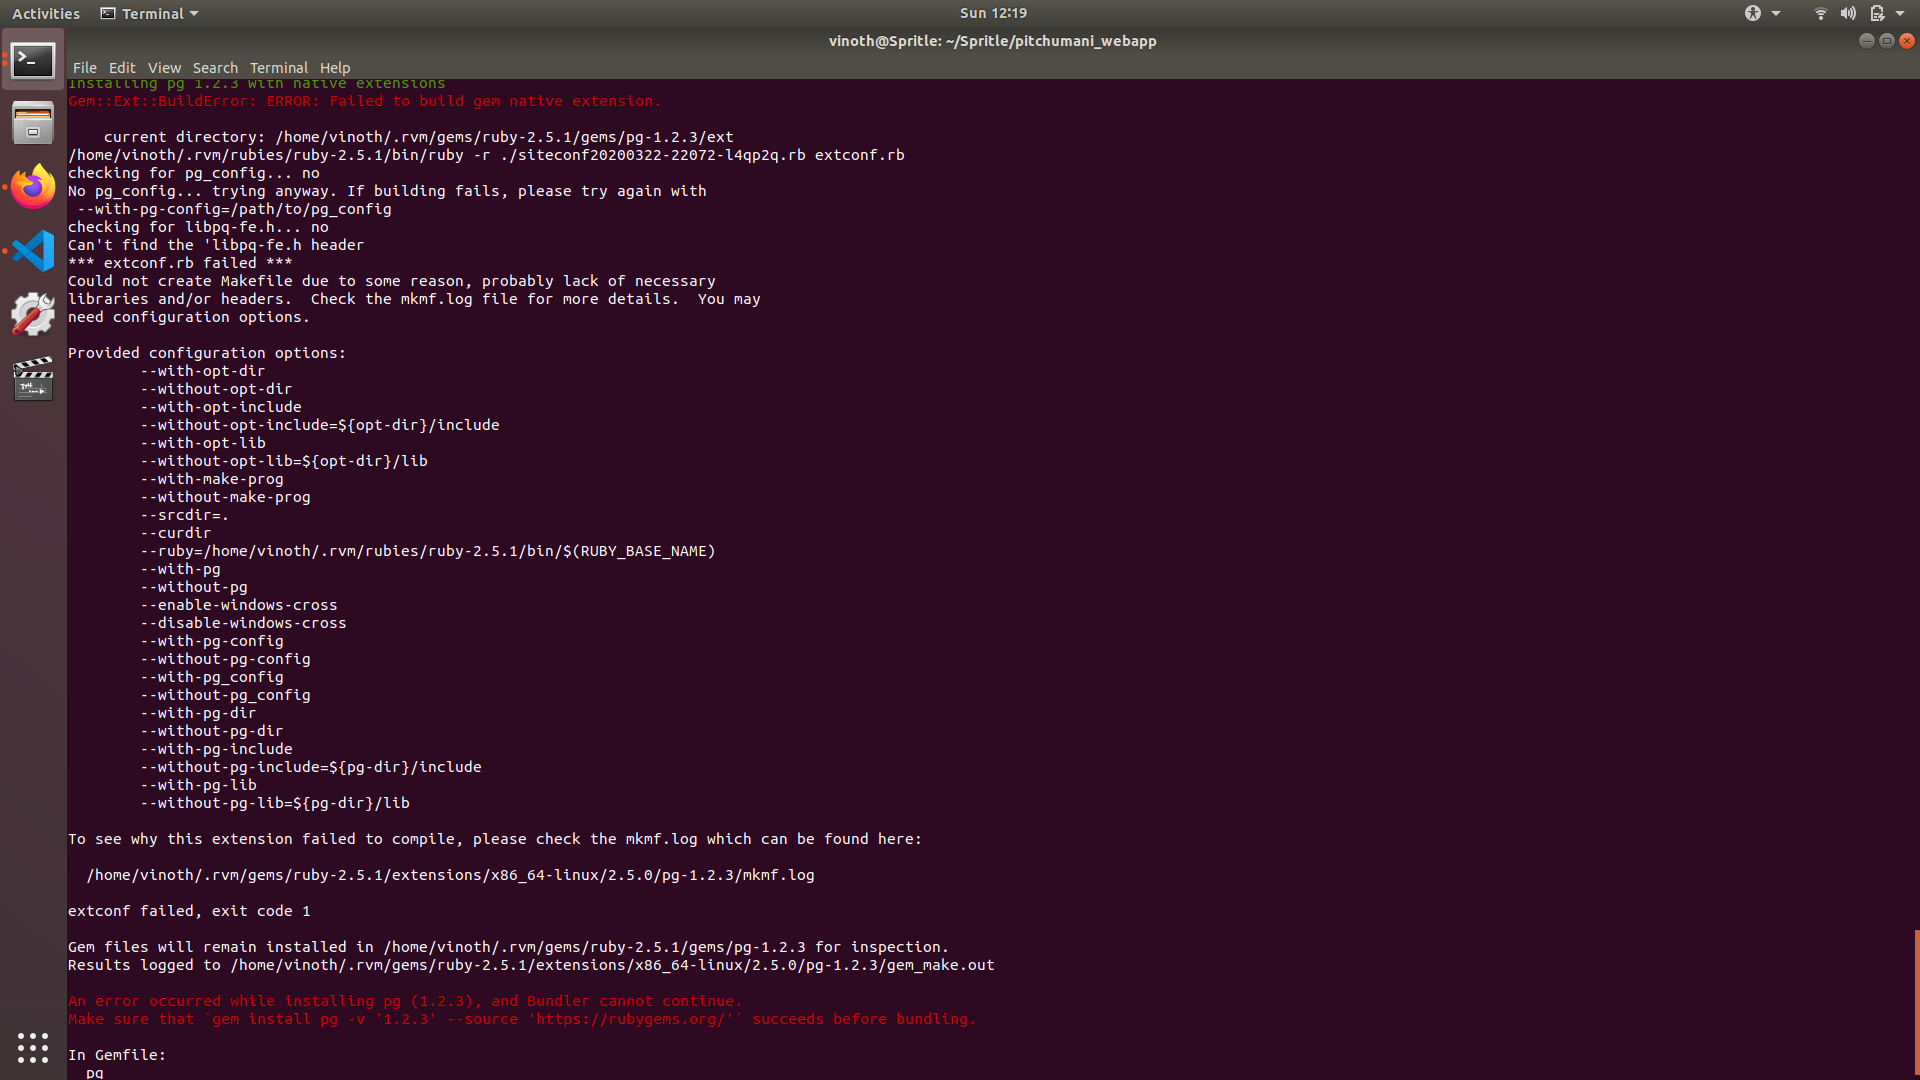 Activities
Terminal
Sun 12:19
vinoth@Spritle: ~/Spritle/pitchumani_webapp
File Edit View Search Terminal Help
Installing pg 1.2.3 with native extensions
Gem::Ext::BuildError: ERROR: Failed to build gem native extension.
current directory: /home/vinoth/.rvm/gems/ruby-2.5.1/gems/pg-1.2.3/ext
/home/vinoth/.rvm/rubies/ruby-2.5.1/bin/ruby -r ./siteconf20200322-22072-l4qp2q.rb extconf.rb
checking for pg_config... no
No pg_config... trying anyway. If building fails, please try again with
--with-pg-config=/path/to/pg_config
checking for libpq-fe.h... no
Can't find the 'libpq-fe.h header
*** extconf.rb failed ***
Could not create Makefile due to some reason, probably lack of necessary
libraries and/or headers.  Check the mkmf.log file for more details.  You may
need configuration options.
Provided configuration options:
--with-opt-dir
--without-opt-dir
--with-opt-include
--without-opt-include=${opt-dir}/include
--with-opt-lib
--without-opt-lib=${opt-dir}/lib
--with-make-prog
--without-make-prog
--srcdir=.
--curdir
--ruby=/home/vinoth/.rvm/rubies/ruby-2.5.1/bin/$(RUBY_BASE_NAME)
--with-pg
--without-pg
--enable-windows-cross
--disable-windows-cross
--with-pg-config
--without-pg-config
--with-pg_config
--without-pg_config
--with-pg-dir
--without-pg-dir
--with-pg-include
--without-pg-include=${pg-dir}/include
--with-pg-lib
--without-pg-lib=${pg-dir}/lib
To see why this extension failed to compile, please check the mkmf.log which can be found here:
/home/vinoth/.rvm/gems/ruby-2.5.1/extensions/x86_64-linux/2.5.0/pg-1.2.3/mkmf.log
extconf failed, exit code 1
Gem files will remain installed in /home/vinoth/.rvm/gems/ruby-2.5.1/gems/pg-1.2.3 for inspection.
Results logged to /home/vinoth/.rvm/gems/ruby-2.5.1/extensions/x86_64-linux/2.5.0/pg-1.2.3/gem_make.out
An error occurred while installing pg (1.2.3), and Bundler cannot continue.
Make sure that `gem install pg -v '1.2.3' --source 'https://rubygems.org/'` succeeds before bundling.
In Gemfile:
pg